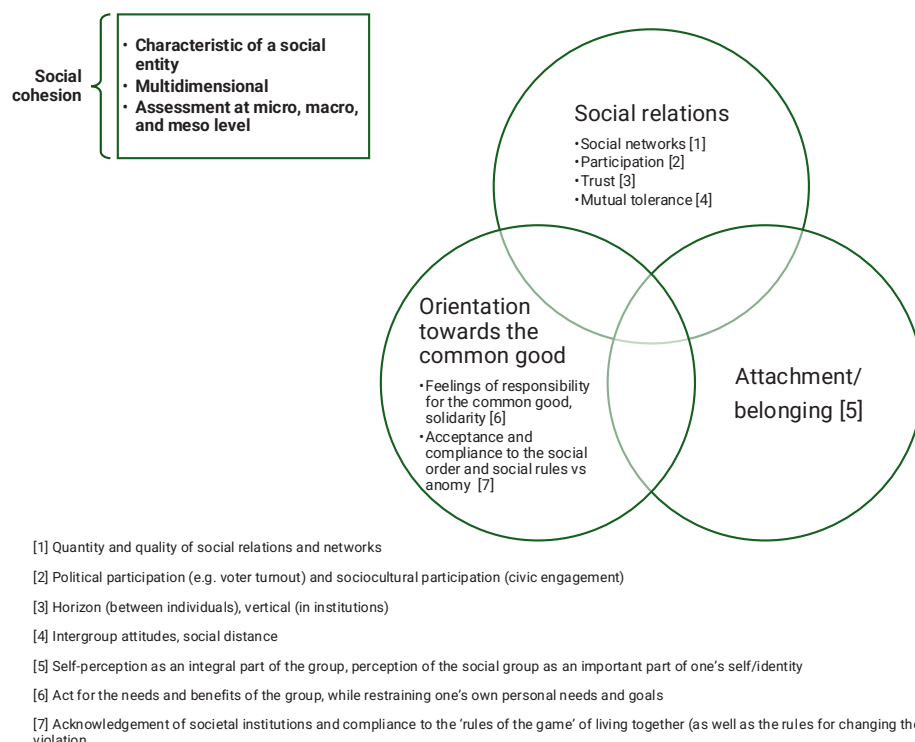 Social
cohesion
• Characteristic of a social
entity
• Multidimensional
• Assessment at micro, macro,
and meso level
Social relations
•Social networks [1]
•Participation [2]
•Trust [3]
•Mutual tolerance [4]
Orientation
towards the
common good
•Feelings of responsibility
for the common good,
solidarity [6]
•Acceptance and
compliance to the social
order and social rules vs
anomy [7]
Attachment/
belonging [5]
[1] Quantity and quality of social relations and networks
[2] Political participation (e.g. voter turnout) and sociocultural participation (civic engagement)
[3] Horizon (between individuals), vertical (in institutions)
[4] Intergroup attitudes, social distance
[5] Self-perception as an integral part of the group, perception of the social group as an important part of one's self/identity
[6] Act for the needs and benefits of the group, while restraining one's own personal needs and goals
[7] Acknowledgement of societal institutions and compliance to the 'rules of the game' of living together (as well as the rules for changing
violation